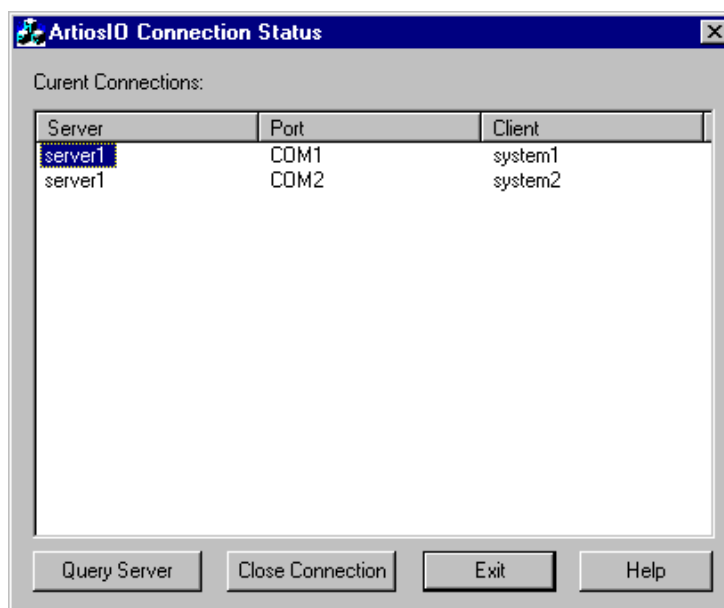 ArtiosIO Connection Status
Curent Connections:
Server Port Client
server1 COM1 system1
server1 COM2 system2
Query Server Close Connection Exit Help